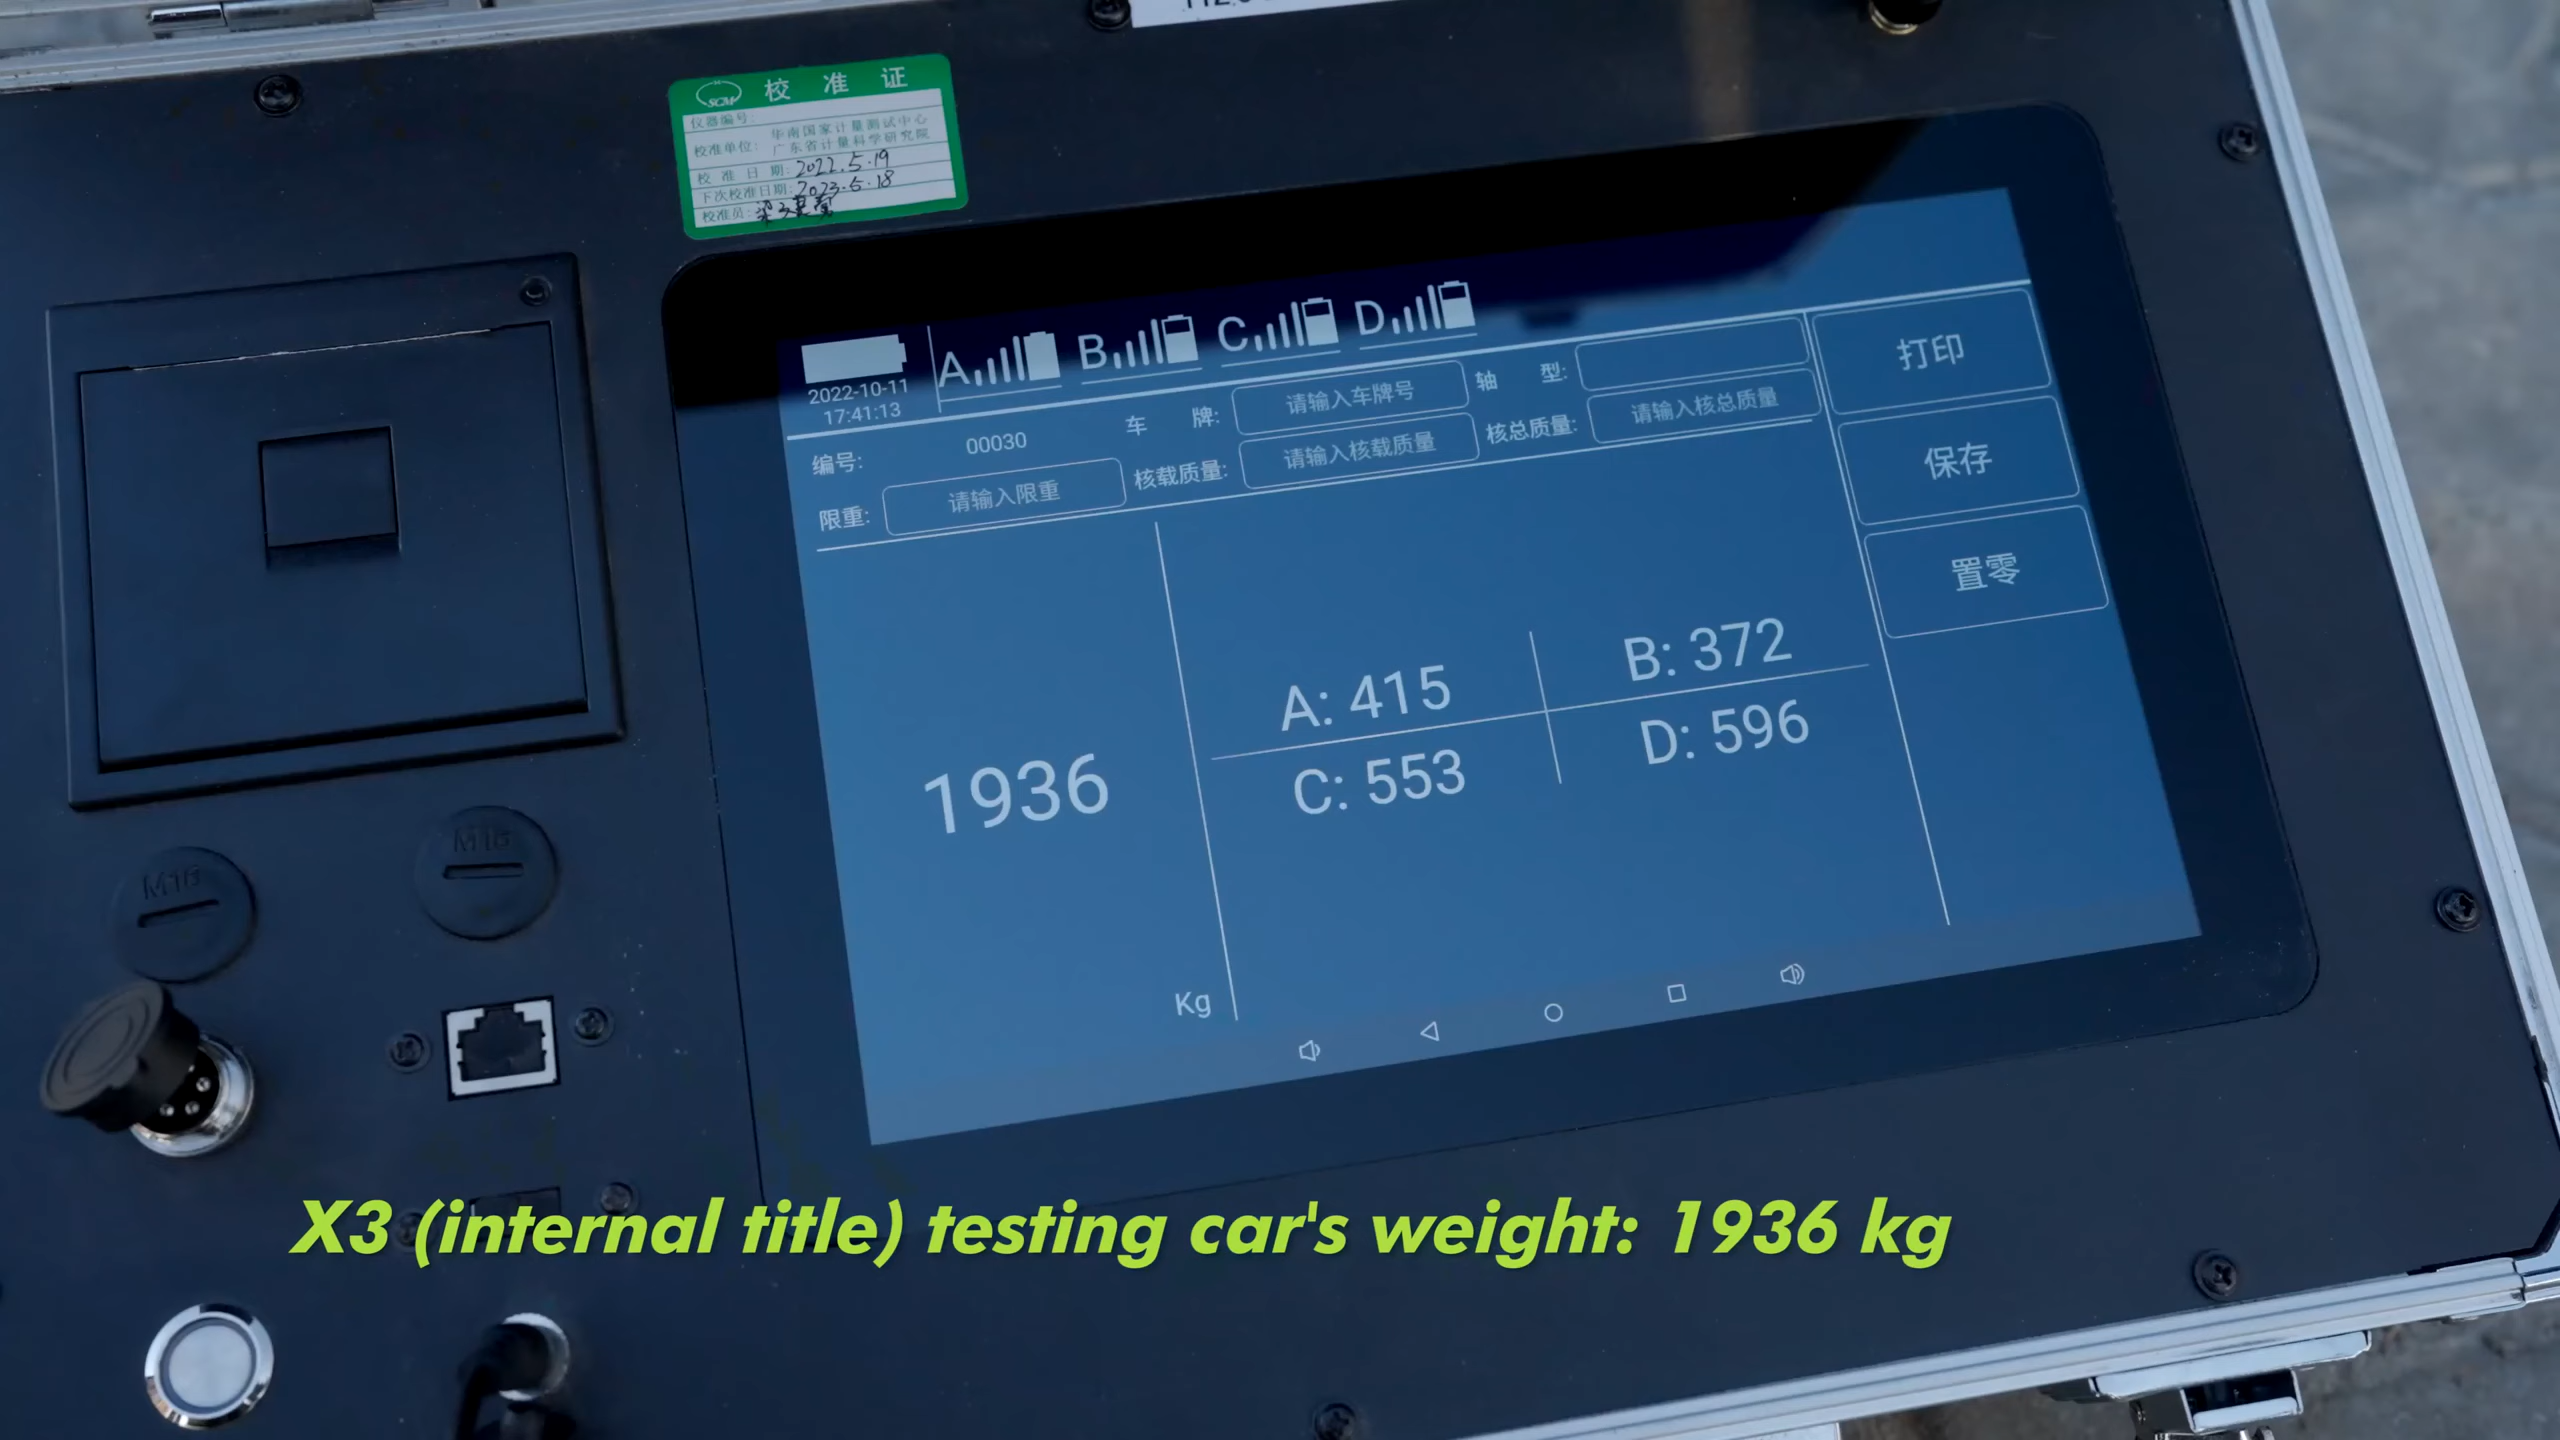 校准证
SCM
仪器编号:
校准单位: 华南国家计量测试中心
广东省计量科学研究院
校准日期: 2022.5.19
下次校准日期: 2023.5.18
校准员:
A B C D
2022-10-11
17:41:13
编号: 00030 车牌: 请输入车牌号 轴型:
限重: 请输入限重 核载质量: 请输入核载质量 核总质量: 请输入核总质量
打印
保存
置零
1936
Kg
A: 415 B: 372
C: 553 D: 596
M16
M16
X3 (internal title) testing car's weight: 1936 kg